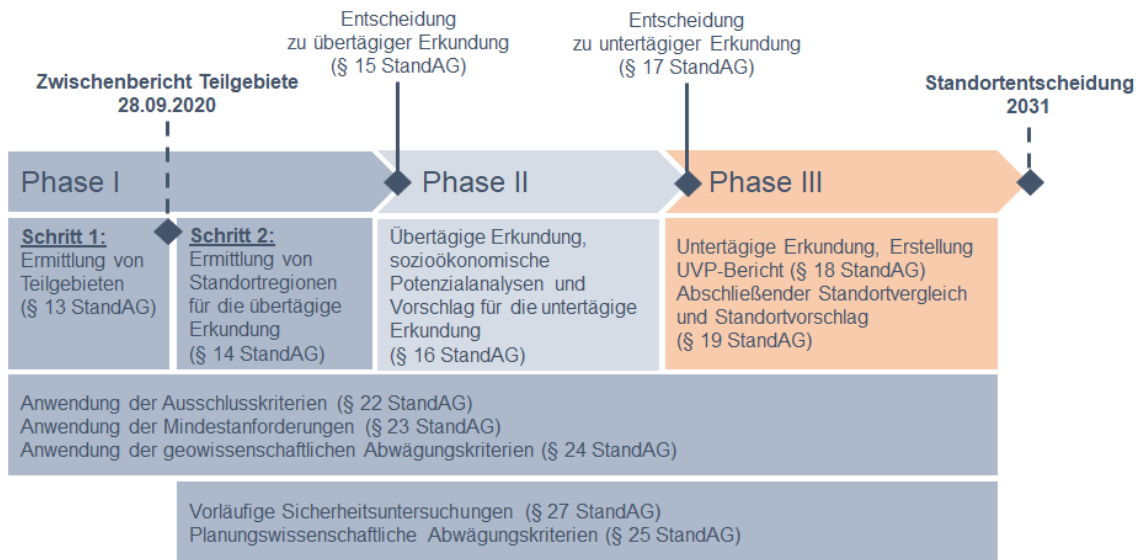 Entscheidung
zu übertägiger Erkundung
(§ 15 StandAG)
Entscheidung
zu untertägiger Erkundung
(§ 17 StandAG)
Zwischenbericht Teilgebiete
28.09.2020
Standortentscheidung
2031
Phase I
Phase II
Phase III
Schritt 1:
Ermittlung von
Teilgebieten
(§ 13 StandAG)
Schritt 2:
Ermittlung von
Standortregionen
für die übertägige
Erkundung
(§ 14 StandAG)
Übertägige Erkundung,
sozioökonomische
Potenzialanalysen und
Vorschlag für die untertägige
Erkundung
(§ 16 StandAG)
Untertägige Erkundung, Erstellung
UVP-Bericht (§ 18 StandAG)
Abschließender Standortvergleich
und Standortvorschlag
(§ 19 StandAG)
Anwendung der Ausschlusskriterien (§ 22 StandAG)
Anwendung der Mindestanforderungen (§ 23 StandAG)
Anwendung der geowissenschaftlichen Abwägungskriterien (§ 24 StandAG)
Vorläufige Sicherheitsuntersuchungen (§ 27 StandAG)
Planungswissenschaftliche Abwägungskriterien (§ 25 StandAG)